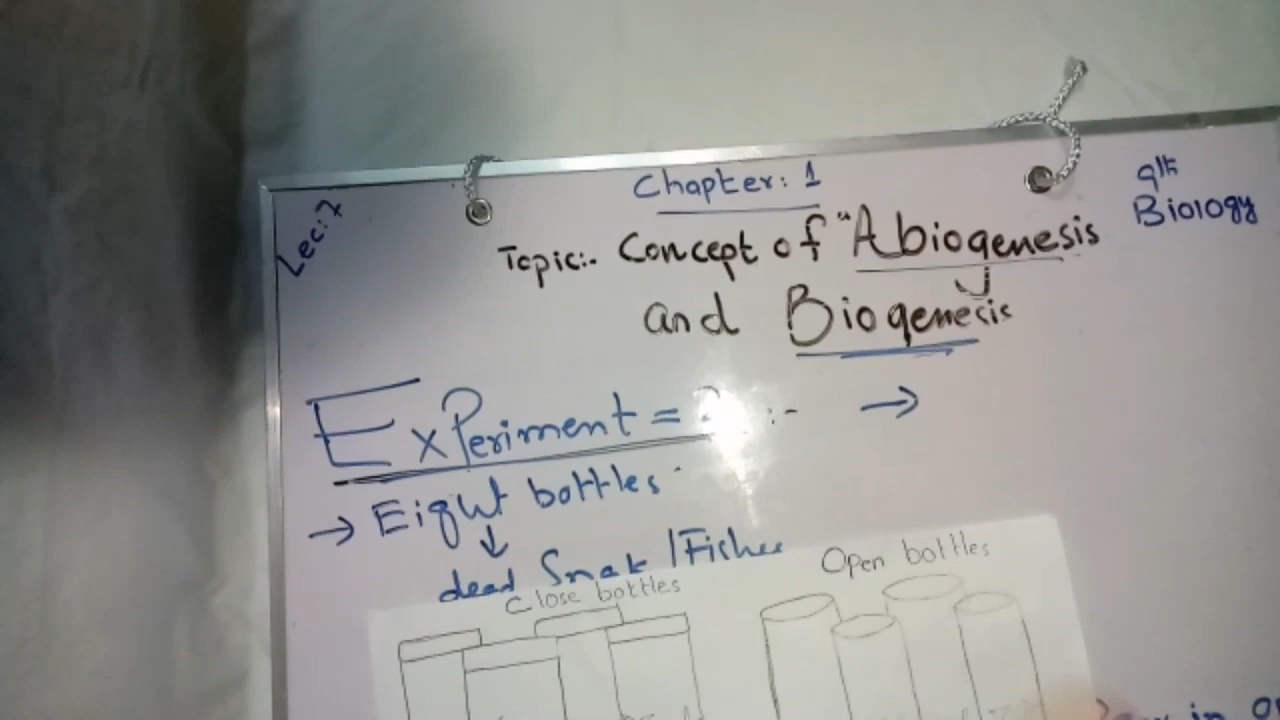 Lec:7
Chapter: 1
9th
Biology
Topic:- Concept of "Abiogenesis
and Biogenesis
Experiment = :- →
→ Eight bottles
↓
dead Snak / Fishes
Close bottles
Open bottles
in